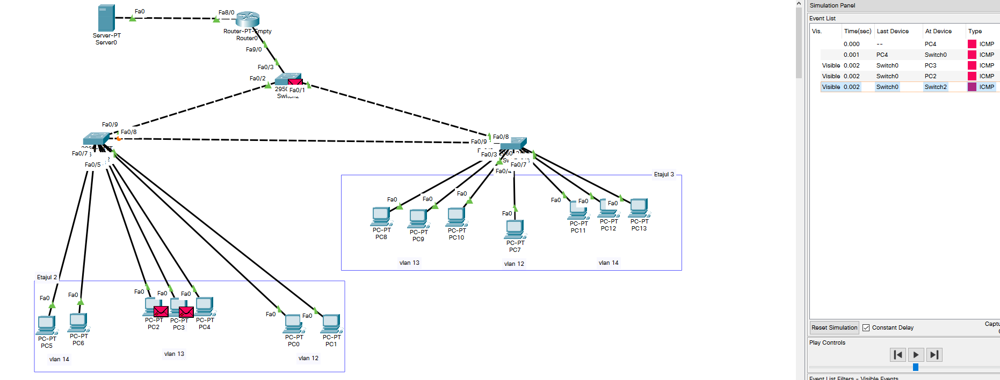 Fa0
Fa8/0
Server-PT
Server0
Router-PT-Empty
Router0
Fa9/0
Fa0/3
Fa0/2
Fa0/1
Fa0/9
Fa0/8
Fa0/7
Fa0/5
Fa0/8
Fa0/9
Fa0/3
Fa0/7
Fa0/4
Etajul 3
Fa0
Fa0
Fa0
Fa0
Fa0
Fa0
Fa0
PC-PT
PC8
PC-PT
PC9
PC-PT
PC10
PC-PT
PC7
PC-PT
PC11
PC-PT
PC12
PC-PT
PC13
vlan 13
vlan 12
vlan 14
Etajul 2
Fa0
Fa0
Fa0
Fa0
Fa0
Fa0
Fa0
PC-PT
PC5
PC-PT
PC6
PC-PT
PC2
PC-PT
PC3
PC-PT
PC4
PC-PT
PC0
PC-PT
PC1
vlan 14
vlan 13
vlan 12
Simulation Panel
Event List
Vis. Time(sec) Last Device At Device Type
0.000 -- PC4 ICMP
0.001 PC4 Switch0 ICMP
Visible 0.002 Switch0 PC3 ICMP
Visible 0.002 Switch0 PC2 ICMP
Visible 0.002 Switch0 Switch2 ICMP
Reset Simulation Constant Delay
Play Controls
Event List Filters - Visible Events